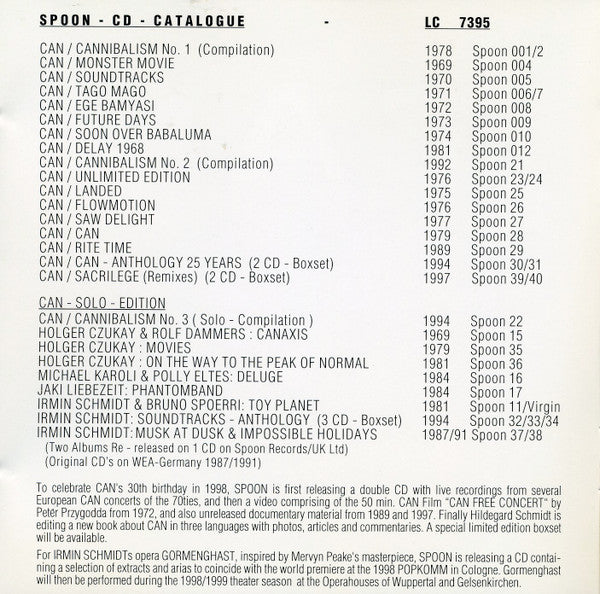 SPOON - CD - CATALOGUE - LC 7395
CAN / CANNIBALISM No. 1 (Compilation) 1978 Spoon 001/2
CAN / MONSTER MOVIE 1969 Spoon 004
CAN / SOUNDTRACKS 1970 Spoon 005
CAN / TAGO MAGO 1971 Spoon 006/7
CAN / EGE BAMYASI 1972 Spoon 008
CAN / FUTURE DAYS 1973 Spoon 009
CAN / SOON OVER BABALUMA 1974 Spoon 010
CAN / DELAY 1968 1981 Spoon 012
CAN / CANNIBALISM No. 2 (Compilation) 1992 Spoon 21
CAN / UNLIMITED EDITION 1976 Spoon 23/24
CAN / LANDED 1975 Spoon 25
CAN / FLOWMOTION 1976 Spoon 26
CAN / SAW DELIGHT 1977 Spoon 27
CAN / CAN 1979 Spoon 28
CAN / RITE TIME 1989 Spoon 29
CAN / CAN - ANTHOLOGY 25 YEARS (2 CD - Boxset) 1994 Spoon 30/31
CAN / SACRILEGE (Remixes) (2 CD - Boxset) 1997 Spoon 39/40
CAN - SOLO - EDITION
CAN / CANNIBALISM No. 3 ( Solo - Compilation ) 1994 Spoon 22
HOLGER CZUKAY & ROLF DAMMERS : CANAXIS 1969 Spoon 15
HOLGER CZUKAY : MOVIES 1979 Spoon 35
HOLGER CZUKAY : ON THE WAY TO THE PEAK OF NORMAL 1981 Spoon 36
MICHAEL KAROLI & POLLY ELTES: DELUGE 1984 Spoon 16
JAKI LIEBEZEIT: PHANTOMBAND 1984 Spoon 17
IRMIN SCHMIDT & BRUNO SPOERRI: TOY PLANET 1981 Spoon 11/Virgin
IRMIN SCHMIDT: SOUNDTRACKS - ANTHOLOGY (3 CD - Boxset) 1994 Spoon 32/33/34
IRMIN SCHMIDT: MUSK AT DUSK & IMPOSSIBLE HOLIDAYS 1987/91 Spoon 37/38
(Two Albums Re - released on 1 CD on Spoon Records/UK Ltd)
(Original CD's on WEA-Germany 1987/1991)
To celebrate CAN's 30th birthday in 1998, SPOON is first releasing a double CD with live recordings from several
European CAN concerts of the 70ties, and then a video comprising of the 50 min. CAN Film "CAN FREE CONCERT" by
Peter Przygodda from 1972, and also unreleased documentary material from 1989 and 1997. Finally Hildegard Schmidt is
editing a new book about CAN in three languages with photos, articles and commentaries. A special limited edition boxset
will be available.
For IRMIN SCHMIDTs opera GORMENGHAST, inspired by Mervyn Peake's masterpiece, SPOON is releasing a CD contain-
ing a selection of extracts and arias to coincide with the world premiere at the 1998 POPKOMM in Cologne. Gormenghast
will then be performed during the 1998/1999 theater season at the Operahouses of Wuppertal and Gelsenkirchen.